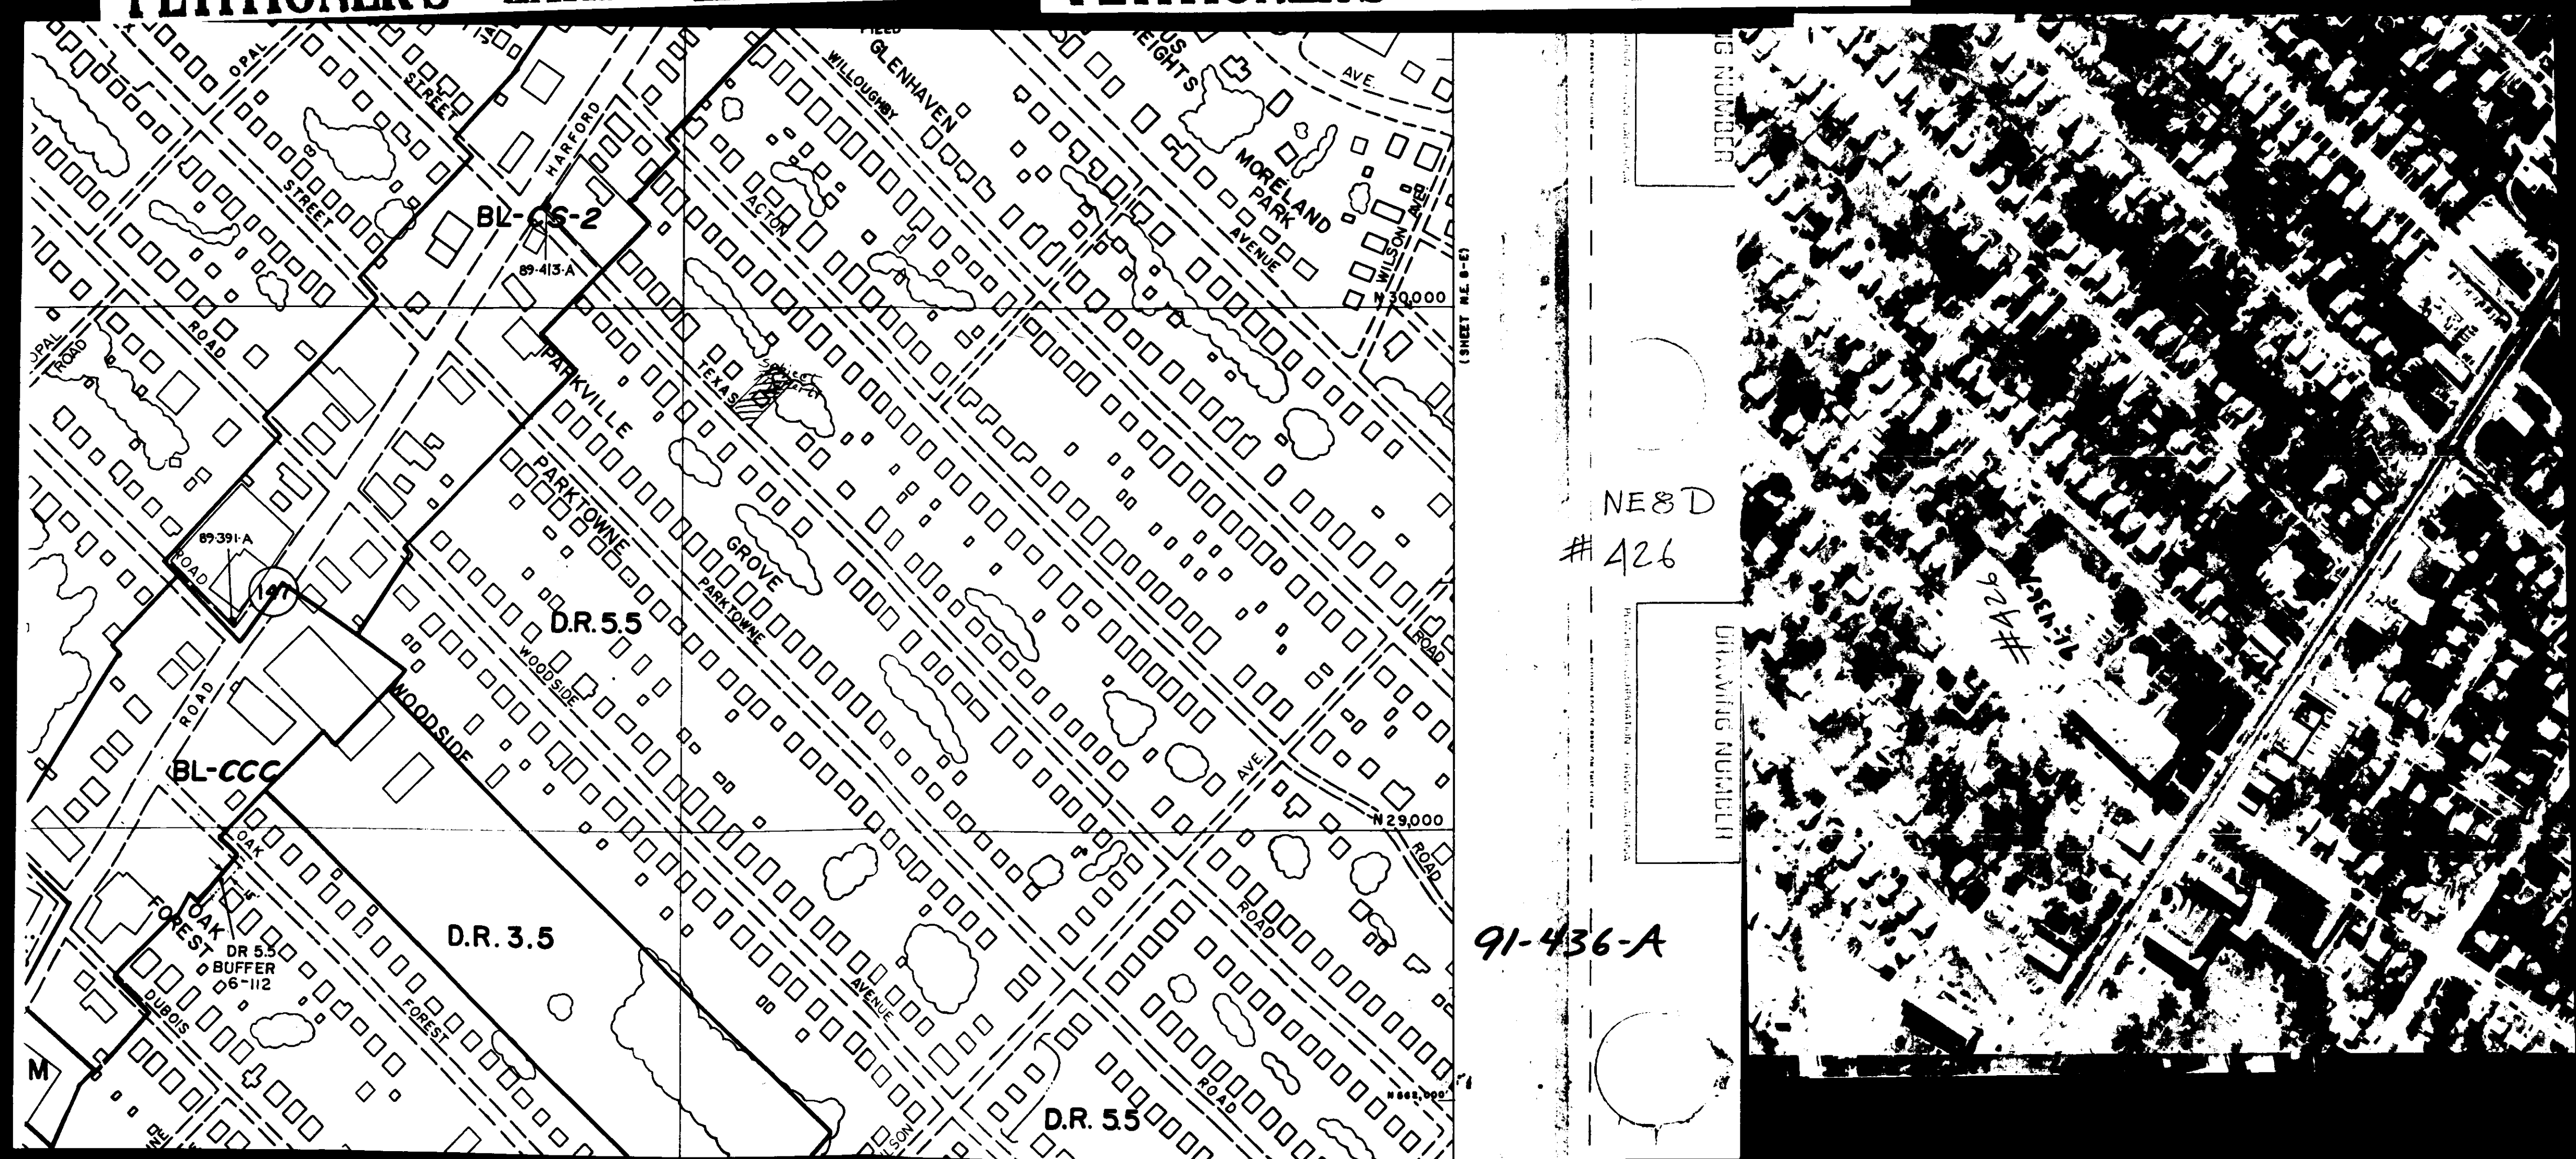 PETITIONER'S
PETITIONER'S
OPAL
STREET
HARFORD
GLENHAVEN
WILLOUGHBY
HEIGHTS
AVE.
MORELAND
PARK
AVENUE
WILSON
AVE
STREET
BL-CS-2
89-413-A
ACTON
N 30,000
(SHEET N.E. 8-E)
OPAL
ROAD
ROAD
PARKVILLE
TEXAS
PARKTOWNE
GROVE
PARKTOWNE
89-391-A
ROAD
147
D.R. 5.5
WOODSIDE
ROAD
WOODSIDE
ROAD
BL-CCC
AVE.
N 29,000
ROAD
OAK
OAK
FOREST
DR 5.5
BUFFER
6-112
D.R. 3.5
ROAD
DUBOIS
FOREST
AVENUE
M
D.R. 5.5
ROAD
NE8D
# 426
91-436-A
DRAWING NUMBER
#426